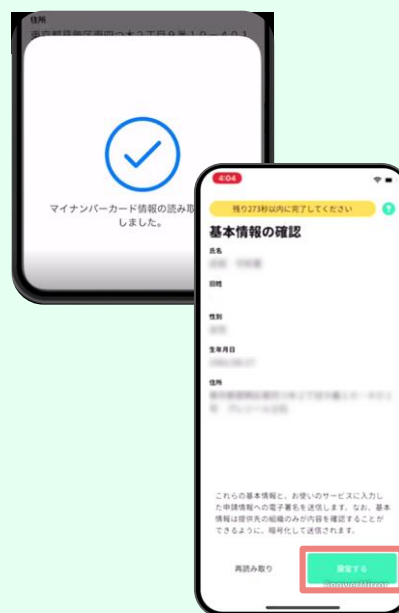 住所
マイナンバーカード情報の読み取
しました。
4:04
残り273秒以内に完了してください
?
基本情報の確認
氏名
旧姓
性別
生年月日
住所
これらの基本情報と、お使いのサービスに入力し
た申請情報への電子署名を送信します。なお、基本
情報は提供先の組織のみが内容を確認することが
できるように、暗号化して送信されます。
再読み取り
設定する